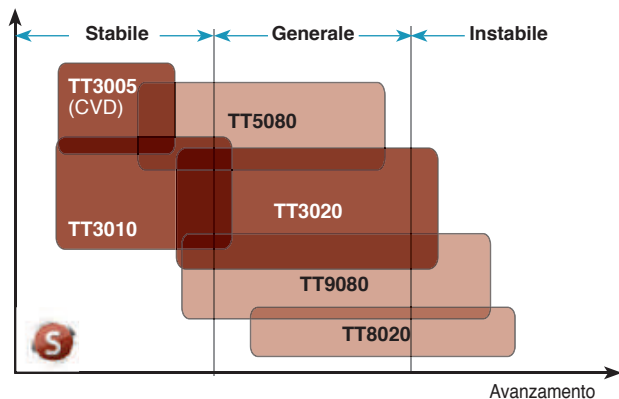 Stabile
Generale
Instabile
TT3005
(CVD)
TT5080
TT3010
TT3020
TT9080
TT8020
S
Avanzamento